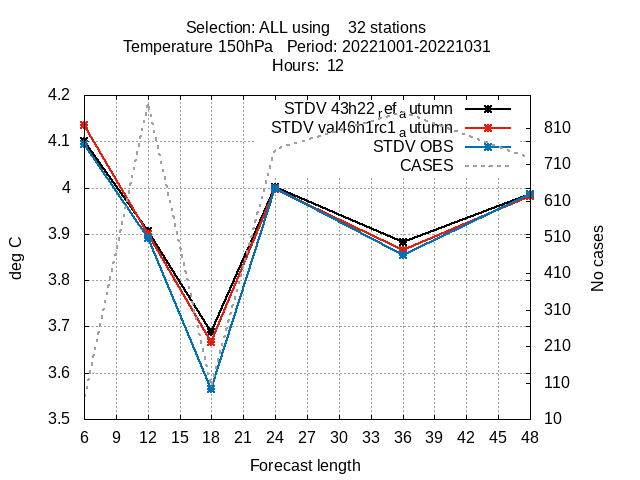 Selection: ALL using 32 stations
Temperature 150hPa Period: 20221001-20221031
Hours: 12
STDV 43h22 ref a utumn
STDV val46h1rc1 a utumn
STDV OBS
CASES
4.2
4.1
4
3.9
3.8
3.7
3.6
3.5
deg C
810
710
610
510
410
310
210
110
10
No cases
6 9 12 15 18 21 24 27 30 33 36 39 42 45 48
Forecast length